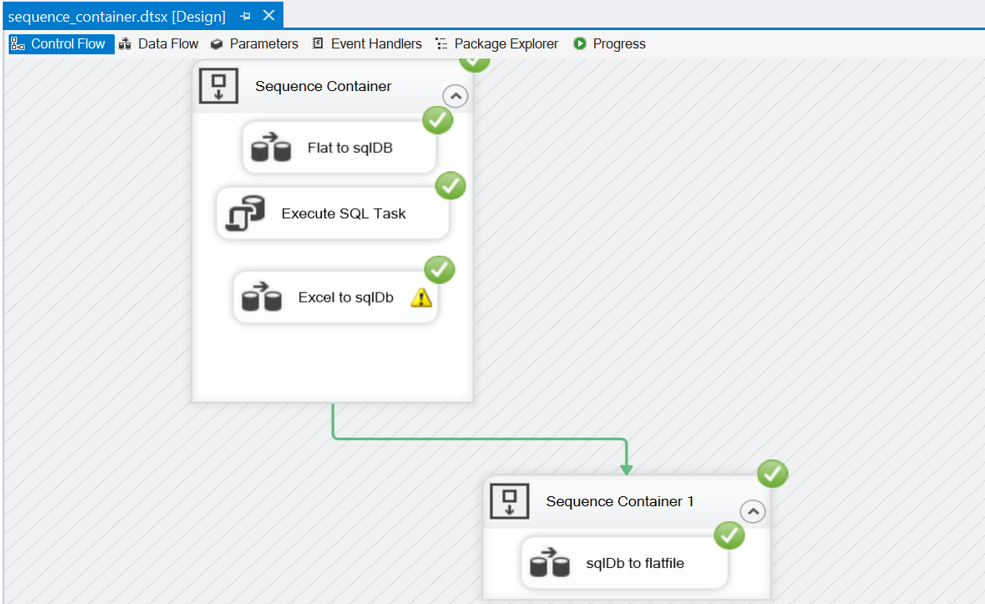 sequence_container.dtsx [Design]
Control Flow Data Flow Parameters Event Handlers Package Explorer Progress
Sequence Container
Flat to sqlDB
Execute SQL Task
Excel to sqlDb
Sequence Container 1
sqlDb to flatfile